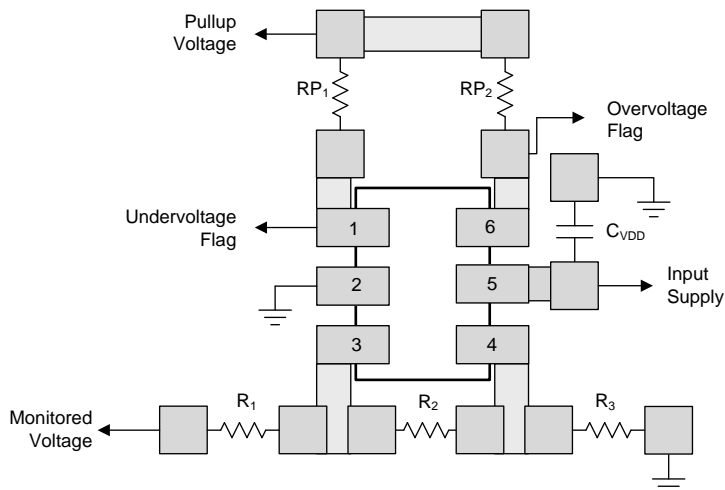 Pullup
Voltage
RP₁
RP₂
Overvoltage
Flag
Undervoltage
Flag
1
6
C_VDD
2
5
Input
Supply
3
4
R₁
R₂
R₃
Monitored
Voltage